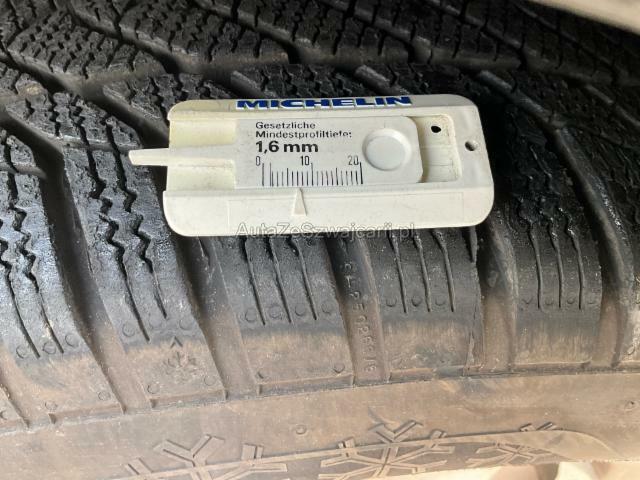 MICHELIN
Gesetzliche
Mindestprofiltiefe:
1,6 mm
0 10 20
AutaZeSzwajcarii.pl